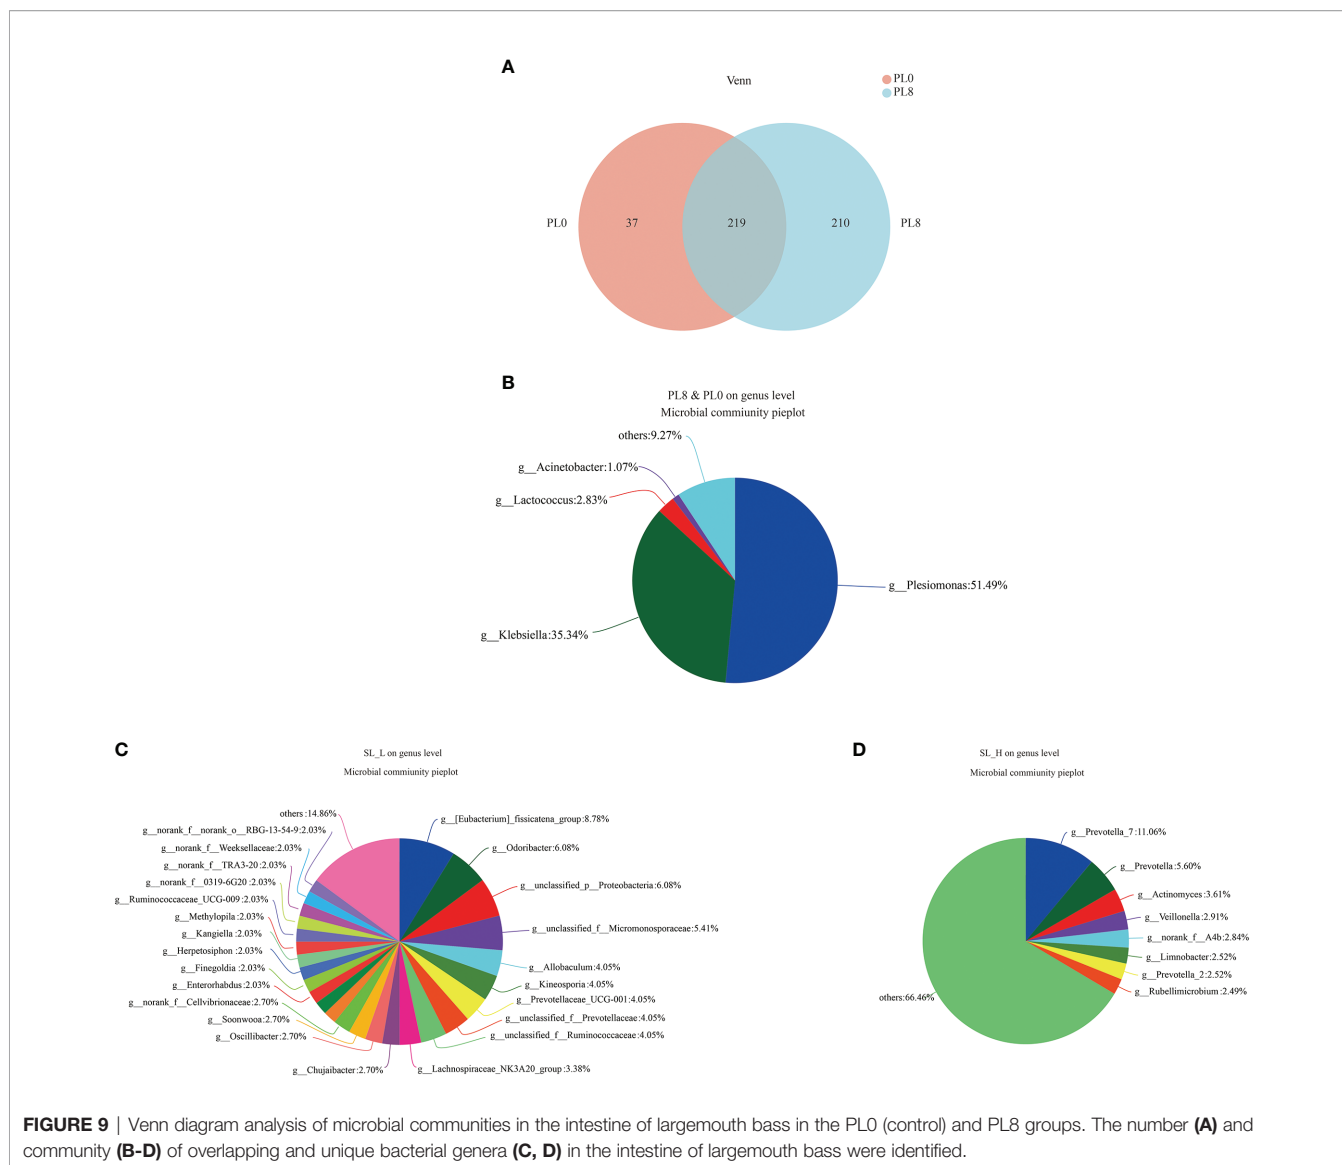 A
Venn
PL0
PL8
PL0
37
219
210
PL8
B
PL8 & PL0 on genus level
Microbial commiunity pieplot
others:9.27%
g__Acinetobacter:1.07%
g__Lactococcus:2.83%
g__Plesiomonas:51.49%
g__Klebsiella:35.34%
C
SL_L on genus level
Microbial commiunity pieplot
others :14.86%
g__norank_f__norank_o__RBG-13-54-9:2.03%
g__norank_f__Weeksellaceae:2.03%
g__norank_f__TRA3-20:2.03%
g__norank_f__0319-6G20 :2.03%
g__Ruminococcaceae_UCG-009 :2.03%
g__Methylopila :2.03%
g__Kangiella :2.03%
g__Herpetosiphon :2.03%
g__Finegoldia :2.03%
g__Enterorhabdus :2.03%
g__norank_f__Cellvibrionaceae :2.70%
g__Soonwooa :2.70%
g__Oscillibacter :2.70%
g__Chujaibacter :2.70%
g__[Eubacterium]_fissicatena_group :8.78%
g__Odoribacter :6.08%
g__unclassified_p__Proteobacteria :6.08%
g__unclassified_f__Micromonosporaceae :5.41%
g__Allobaculum :4.05%
g__Kineosporia :4.05%
g__Prevotellaceae_UCG-001 :4.05%
g__unclassified_f__Prevotellaceae :4.05%
g__unclassified_f__Ruminococcaceae :4.05%
g__Lachnospiraceae_NK3A20_group :3.38%
D
SL_H on genus level
Microbial commiunity pieplot
g__Prevotella_7 :11.06%
g__Prevotella :5.60%
g__Actinomyces :3.61%
g__Veillonella :2.91%
g__norank_f__A4b :2.84%
g__Limnobacter :2.52%
g__Prevotella_2 :2.52%
g__Rubellimicrobium :2.49%
others:66.46%
FIGURE 9 | Venn diagram analysis of microbial communities in the intestine of largemouth bass in the PL0 (control) and PL8 groups. The number (A) and
community (B-D) of overlapping and unique bacterial genera (C, D) in the intestine of largemouth bass were identified.